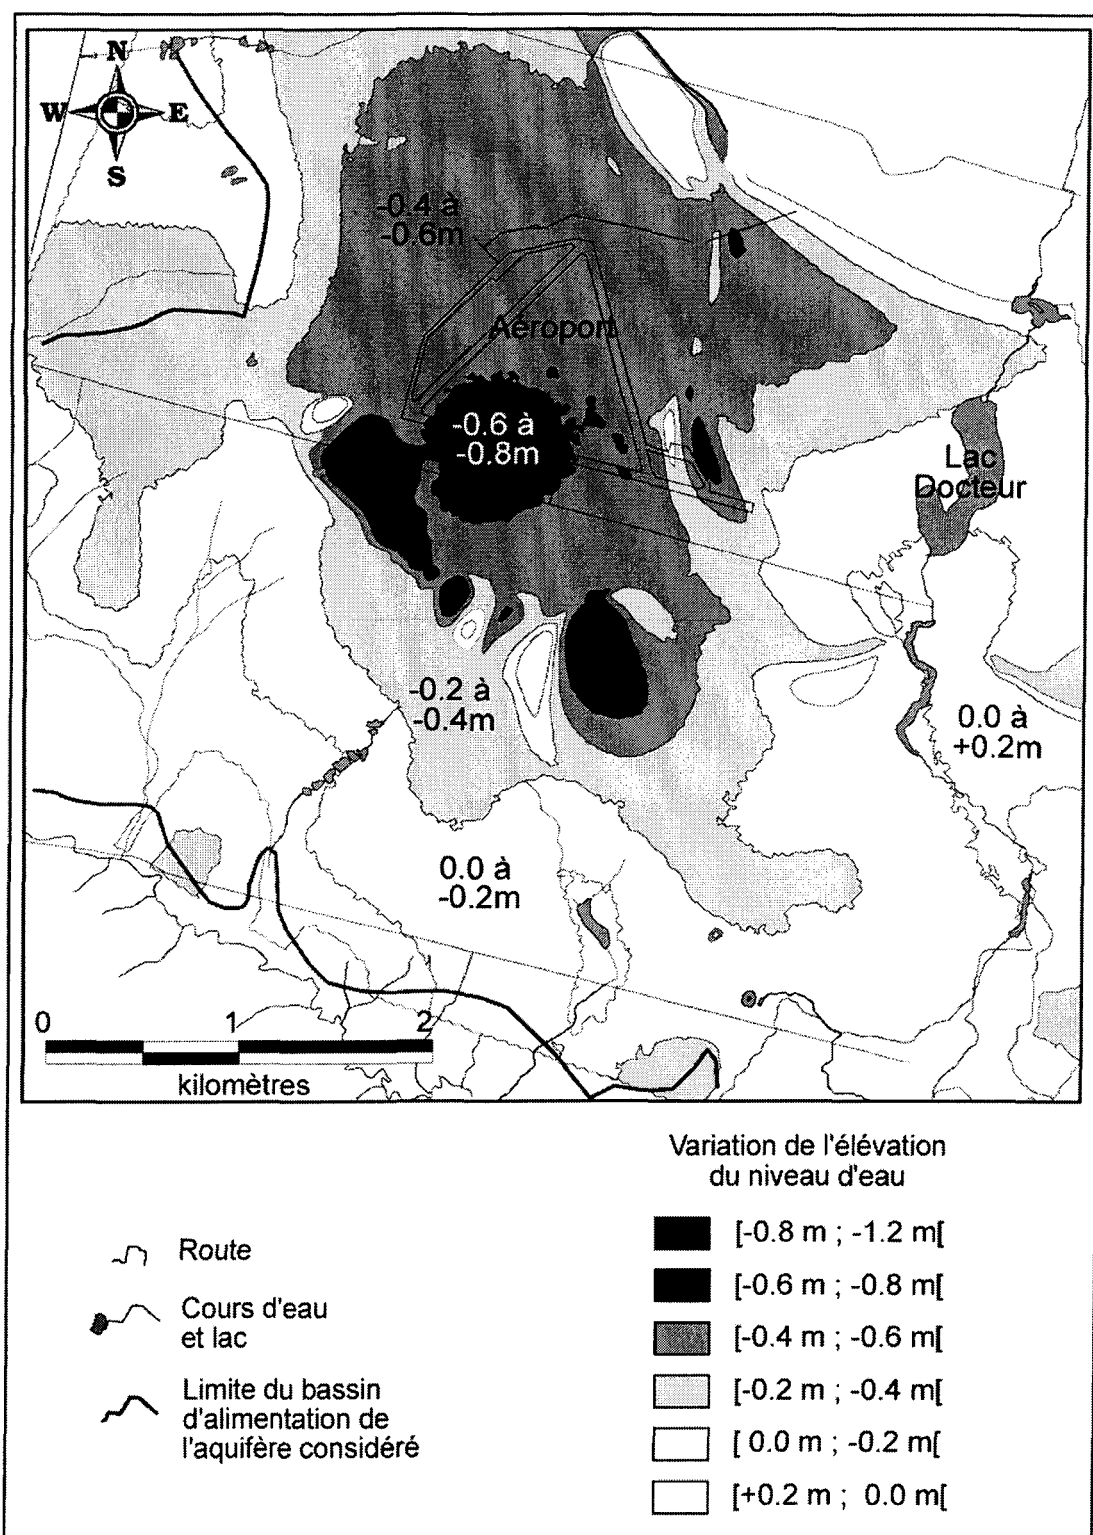 N
W E
S
-0.4 à
-0.6m
Aéroport
-0.6 à
-0.8m
Lac
Docteur
-0.2 à
-0.4m
0.0 à
+0.2m
0.0 à
-0.2m
0 1 2
kilomètres
Variation de l'élévation
du niveau d'eau
Route
Cours d'eau
et lac
Limite du bassin
d'alimentation de
l'aquifère considéré
[-0.8 m ; -1.2 m[
[-0.6 m ; -0.8 m[
[-0.4 m ; -0.6 m[
[-0.2 m ; -0.4 m[
[ 0.0 m ; -0.2 m[
[+0.2 m ; 0.0 m[